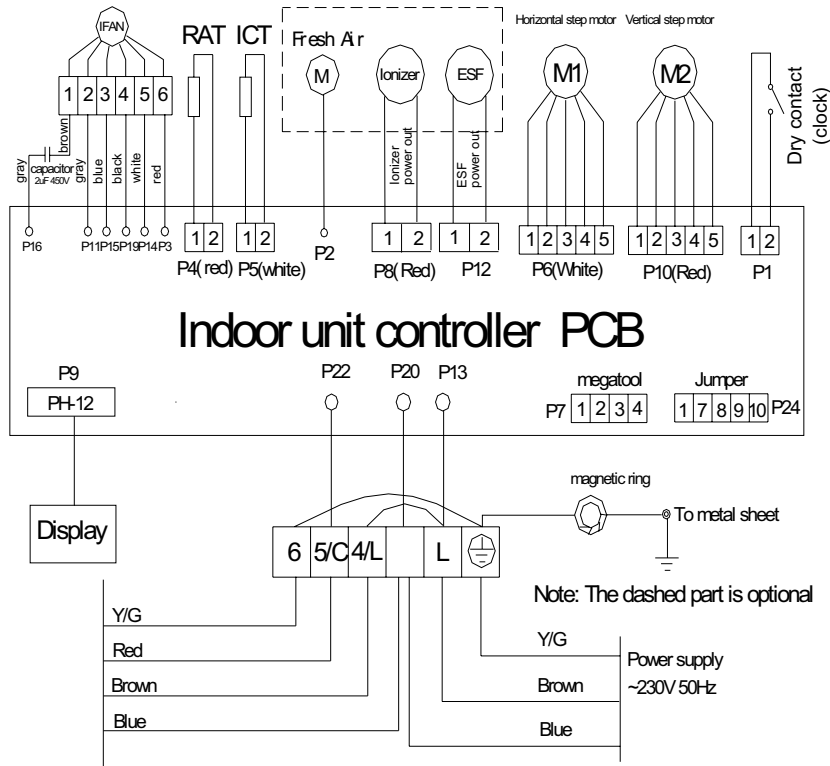 IFAN
RAT ICT
Fresh Air
Horizontal step motor Vertical step motor
M Ionizer ESF M1 M2
1 2 3 4 5 6
gray
brown
capacitor
2uF 450V
gray
blue
black
white
red
Ionizer
power out
ESF
power out
Dry contact
(clock)
P16 P11 P15 P19 P14 P3
1 2 1 2
P4(red) P5(white)
P2
1 2 1 2
P8(Red) P12
1 2 3 4 5 1 2 3 4 5
P6(White) P10(Red)
1 2
P1
Indoor unit controller PCB
P9
PH-12
P22 P20 P13
megatool Jumper
P7 1 2 3 4 1 7 8 9 10 P24
Display
magnetic ring
To metal sheet
6 5/C 4/L L
Note: The dashed part is optional
Y/G
Red
Brown
Blue
Y/G
Brown
Blue
Power supply
~230V 50Hz